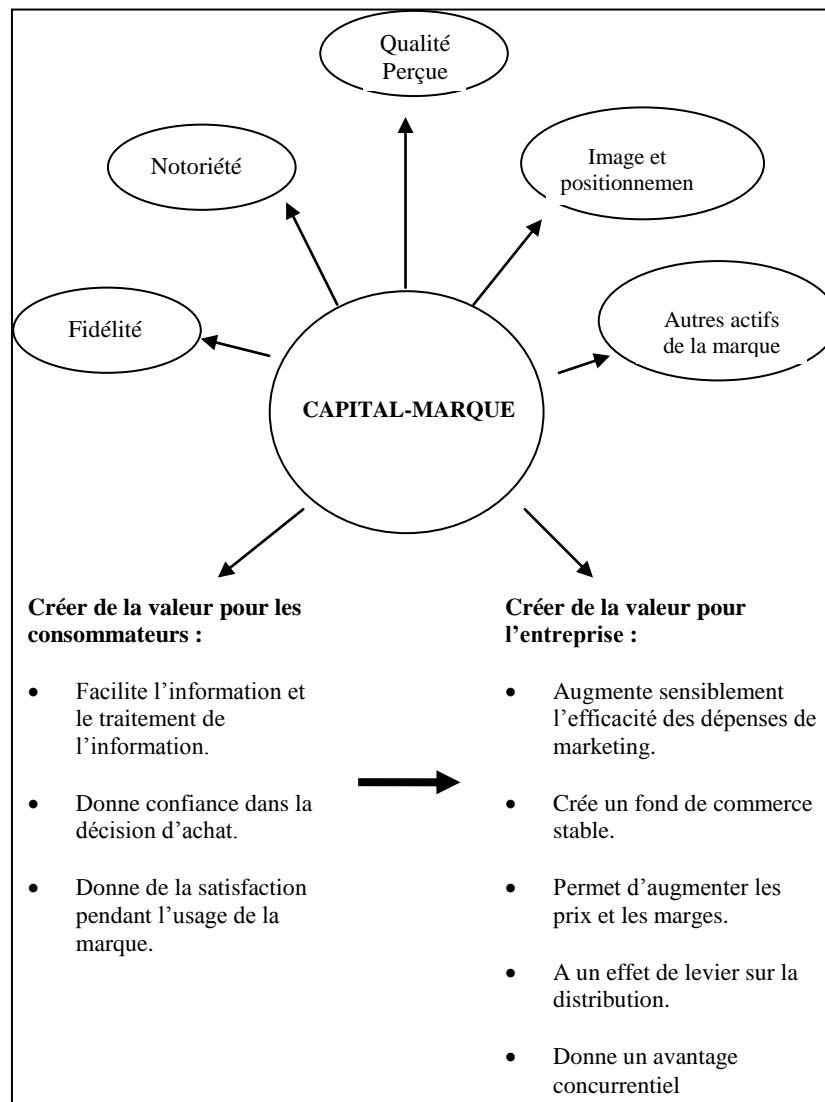 Qualité
Perçue
Notoriété
Image et
positionnemen
Fidélité
Autres actifs
de la marque
CAPITAL-MARQUE
Créer de la valeur pour les
consommateurs :
• Facilite l’information et
le traitement de
l’information.
• Donne confiance dans la
décision d’achat.
• Donne de la satisfaction
pendant l’usage de la
marque.
Créer de la valeur pour
l’entreprise :
• Augmente sensiblement
l’efficacité des dépenses de
marketing.
• Crée un fond de commerce
stable.
• Permet d’augmenter les
prix et les marges.
• A un effet de levier sur la
distribution.
• Donne un avantage
concurrentiel